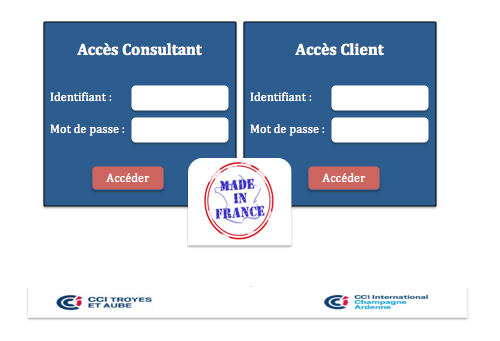 Accès Consultant
Identifiant :
Mot de passe :
Accéder
Accès Client
Identifiant :
Mot de passe :
Accéder
MADE
IN
FRANCE
CCI TROYES
ET AUBE
CCI International
Champagne
Ardenne